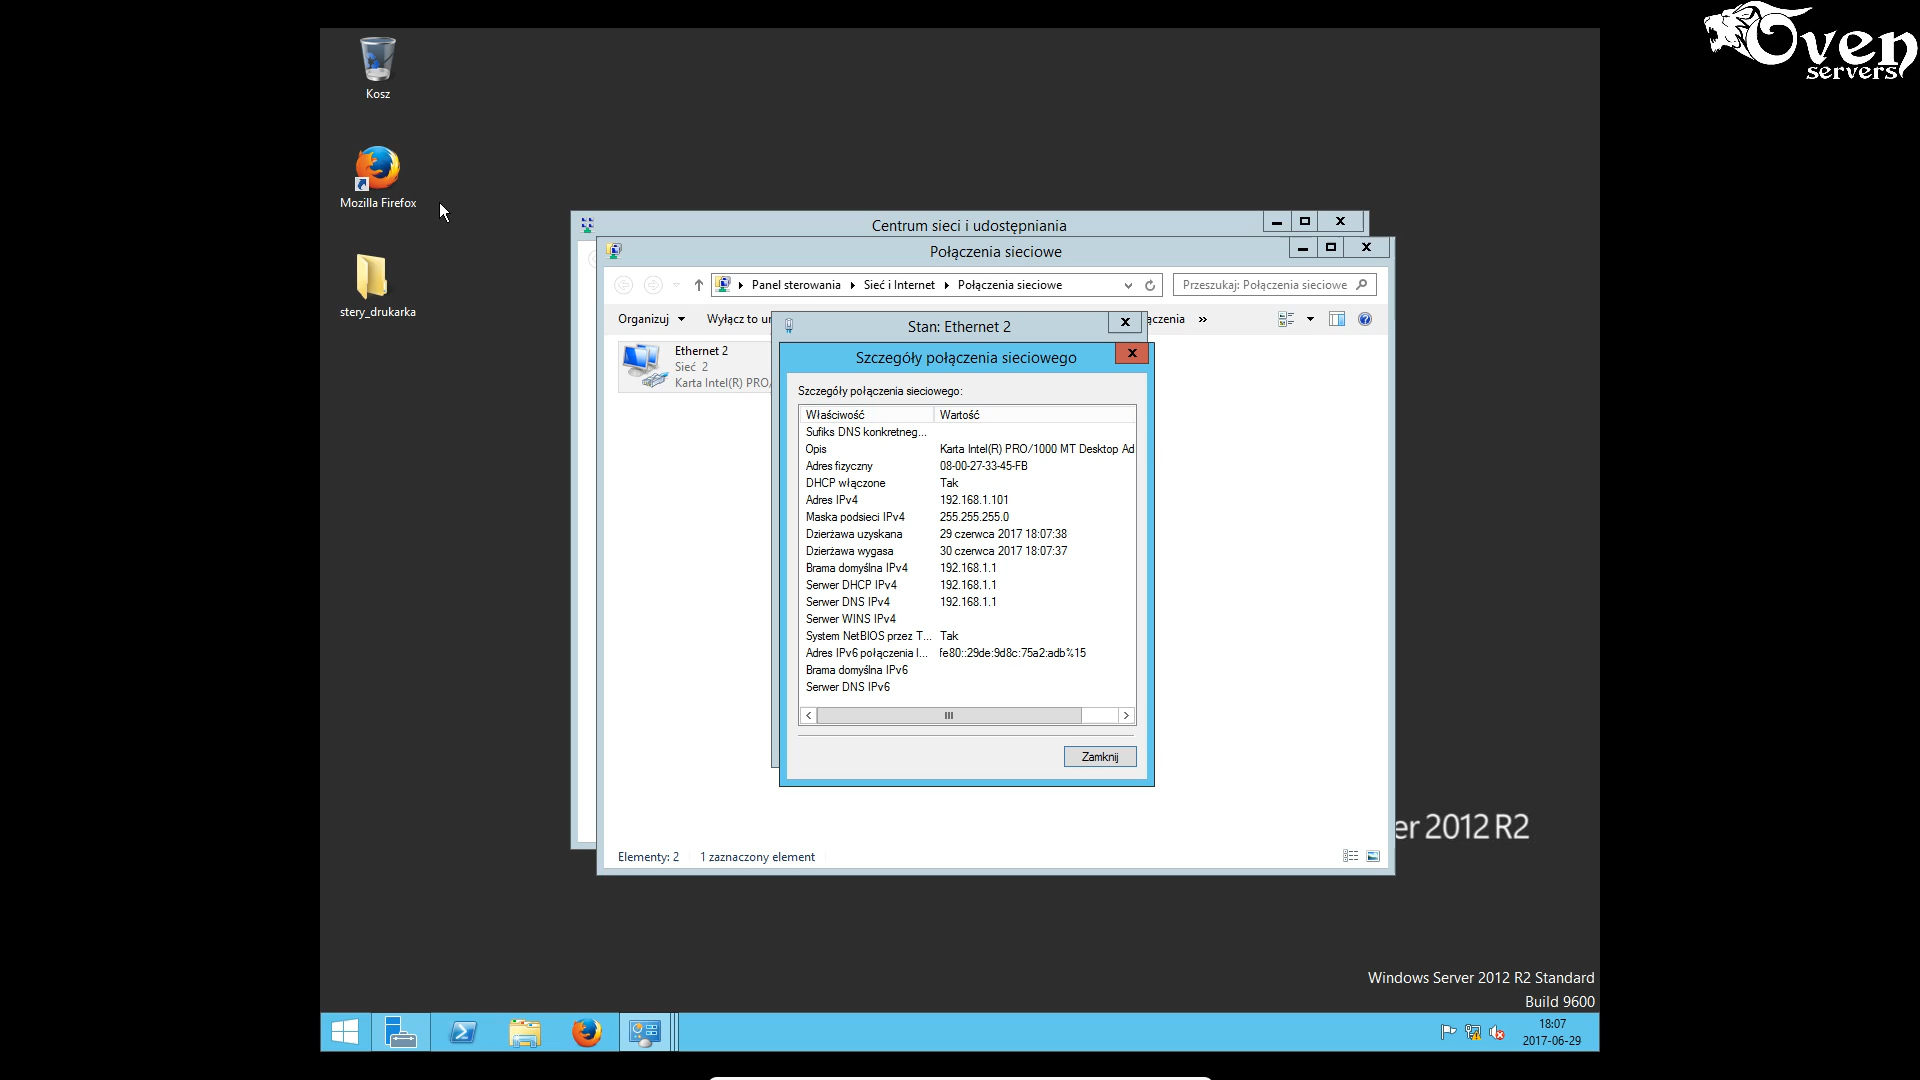 Oven
servers
Kosz
Mozilla Firefox
stery_drukarka
Centrum sieci i udostępniania
Połączenia sieciowe
Panel sterowania Sieć i Internet Połączenia sieciowe
Przeszukaj: Połączenia sieciowe
Organizuj Wyłącz to
Stan: Ethernet 2
Ethernet 2
Sieć 2
Karta Intel(R) PRO/
Szczegóły połączenia sieciowego
Szczegóły połączenia sieciowego:
Właściwość Wartość
Sufiks DNS konkretneg...
Opis Karta Intel(R) PRO/1000 MT Desktop Ad
Adres fizyczny 08-00-27-33-45-FB
DHCP włączone Tak
Adres IPv4 192.168.1.101
Maska podsieci IPv4 255.255.255.0
Dzierżawa uzyskana 29 czerwca 2017 18:07:38
Dzierżawa wygasa 30 czerwca 2017 18:07:37
Brama domyślna IPv4 192.168.1.1
Serwer DHCP IPv4 192.168.1.1
Serwer DNS IPv4 192.168.1.1
Serwer WINS IPv4
System NetBIOS przez T... Tak
Adres IPv6 połączenia l... fe80::29de:9d8c:75a2:adb%15
Brama domyślna IPv6
Serwer DNS IPv6
Zamknij
er 2012 R2
Elementy: 2 1 zaznaczony element
Windows Server 2012 R2 Standard
Build 9600
18:07
2017-06-29